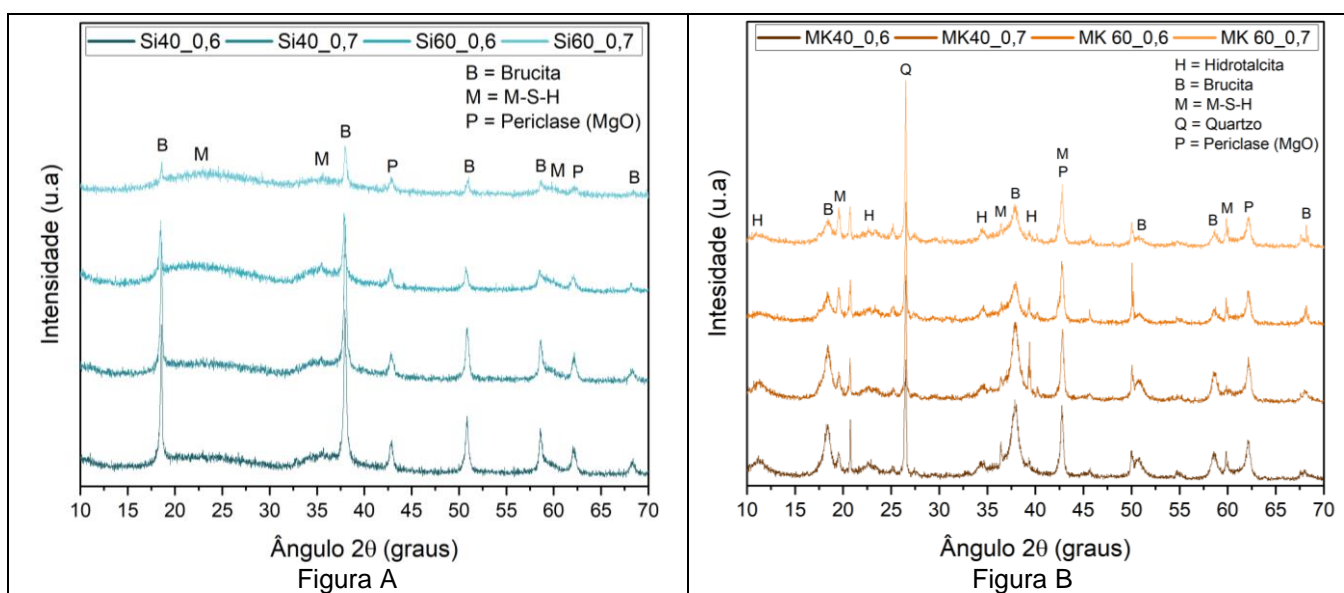 Si40_0,6 Si40_0,7 Si60_0,6 Si60_0,7
B = Brucita
M = M-S-H
P = Periclase (MgO)
B
M
M
B
P
B
B
M
P
B
Intensidade (u.a)
10 15 20 25 30 35 40 45 50 55 60 65 70
Ângulo 2θ (graus)
Figura A
MK40_0,6 MK40_0,7 MK 60_0,6 MK 60_0,7
H = Hidrotalcita
B = Brucita
M = M-S-H
Q = Quartzo
P = Periclase (MgO)
Q
H
B
M
H
H
M
B
H
M
P
B
B
M
P
B
Intesidade (u.a)
10 15 20 25 30 35 40 45 50 55 60 65 70
Ângulo 2θ (graus)
Figura B